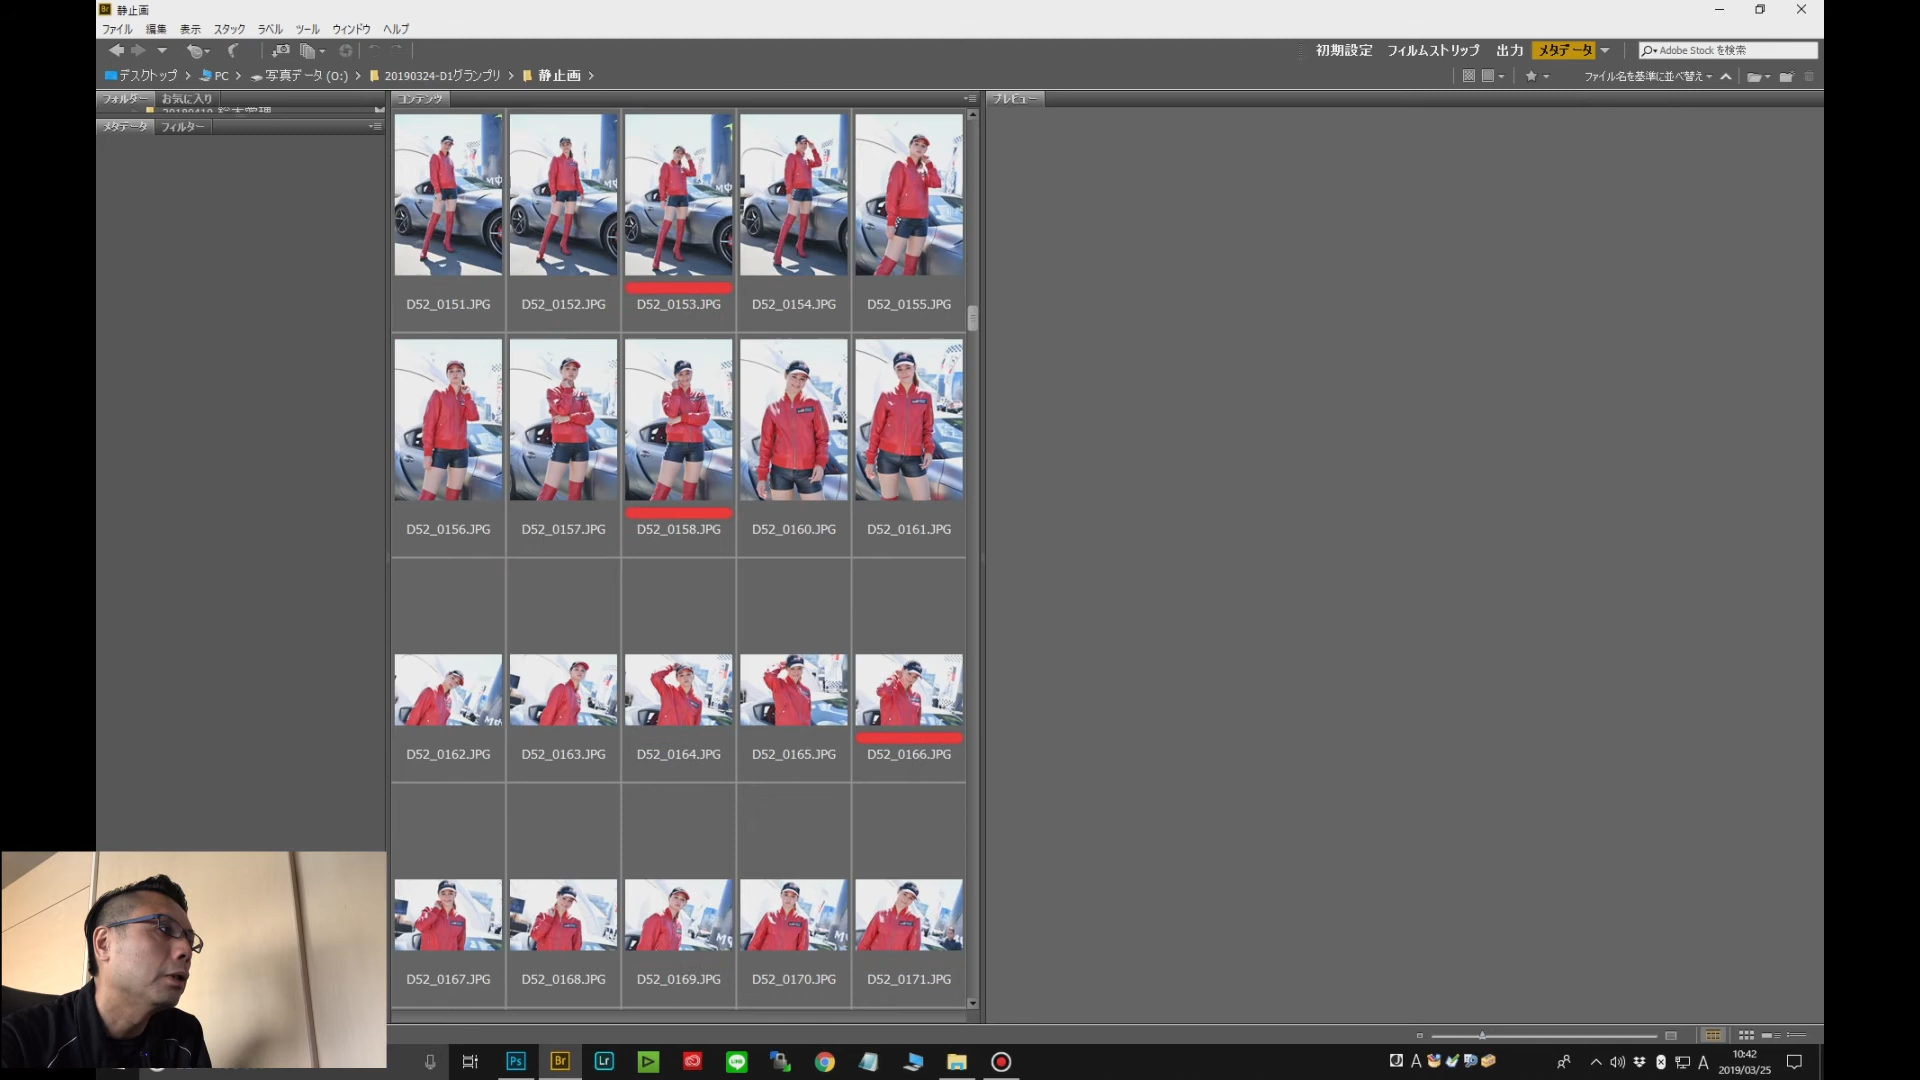 Br 静止画
ファイル 編集 表示 スタック ラベル ツール ウィンドウ ヘルプ
初期設定 フィルムストリップ 出力 メタデータ Adobe Stock を検索
デスクトップ PC 写真データ (O:) 20190324-D1グランプリ 静止画
ファイル名を基準に並べ替え
フォルダー お気に入り コンテンツ プレビュー
メタデータ フィルター
D52_0151.JPG D52_0152.JPG D52_0153.JPG D52_0154.JPG D52_0155.JPG
D52_0156.JPG D52_0157.JPG D52_0158.JPG D52_0160.JPG D52_0161.JPG
D52_0162.JPG D52_0163.JPG D52_0164.JPG D52_0165.JPG D52_0166.JPG
D52_0167.JPG D52_0168.JPG D52_0169.JPG D52_0170.JPG D52_0171.JPG
Ps Br Lr LINE A A
10:42
2019/03/25